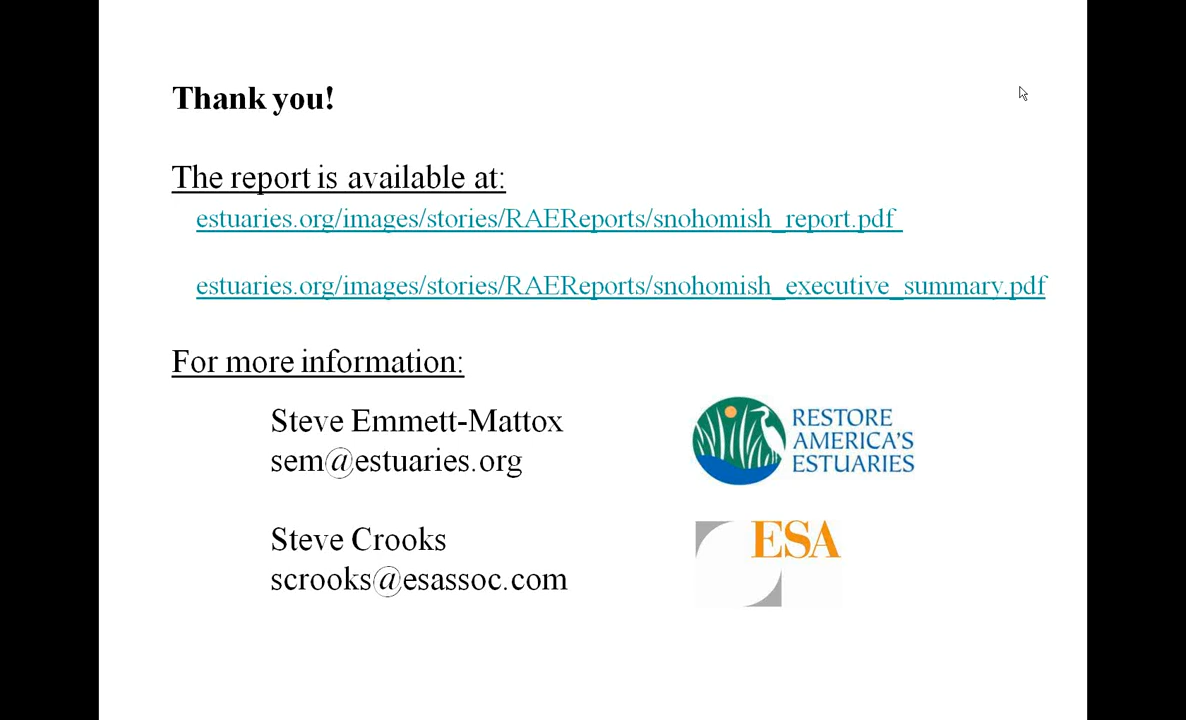 Thank you!
The report is available at:
estuaries.org/images/stories/RAEReports/snohomish_report.pdf
estuaries.org/images/stories/RAEReports/snohomish_executive_summary.pdf
For more information:
Steve Emmett-Mattox
sem@estuaries.org
RESTORE
AMERICA'S
ESTUARIES
Steve Crooks
scrooks@esassoc.com
ESA